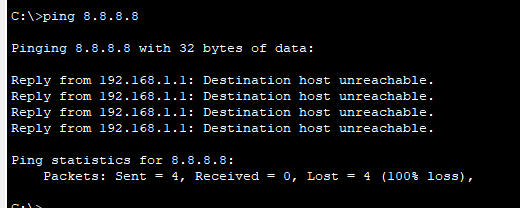 C:\>ping 8.8.8.8
Pinging 8.8.8.8 with 32 bytes of data:
Reply from 192.168.1.1: Destination host unreachable.
Reply from 192.168.1.1: Destination host unreachable.
Reply from 192.168.1.1: Destination host unreachable.
Reply from 192.168.1.1: Destination host unreachable.
Ping statistics for 8.8.8.8:
Packets: Sent = 4, Received = 0, Lost = 4 (100% loss),
C:\>